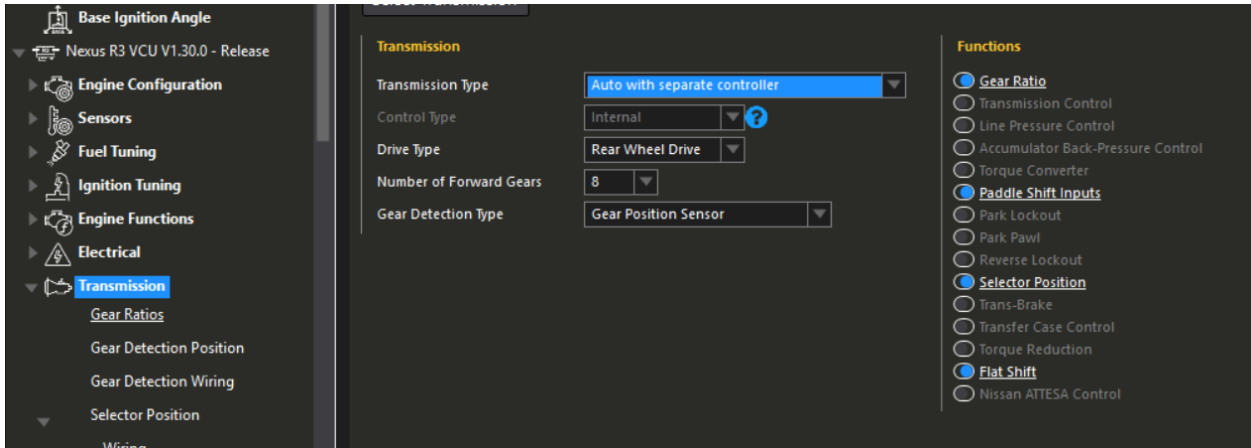 Base Ignition Angle
Nexus R3 VCU V1.30.0 - Release
Engine Configuration
Sensors
Fuel Tuning
Ignition Tuning
Engine Functions
Electrical
Transmission
Gear Ratios
Gear Detection Position
Gear Detection Wiring
Selector Position
Wiring
Select Transmission
Transmission
Transmission Type Auto with separate controller
Control Type Internal ?
Drive Type Rear Wheel Drive
Number of Forward Gears 8
Gear Detection Type Gear Position Sensor
Functions
Gear Ratio
Transmission Control
Line Pressure Control
Accumulator Back-Pressure Control
Torque Converter
Paddle Shift Inputs
Park Lockout
Park Pawl
Reverse Lockout
Selector Position
Trans-Brake
Transfer Case Control
Torque Reduction
Flat Shift
Nissan ATTESA Control